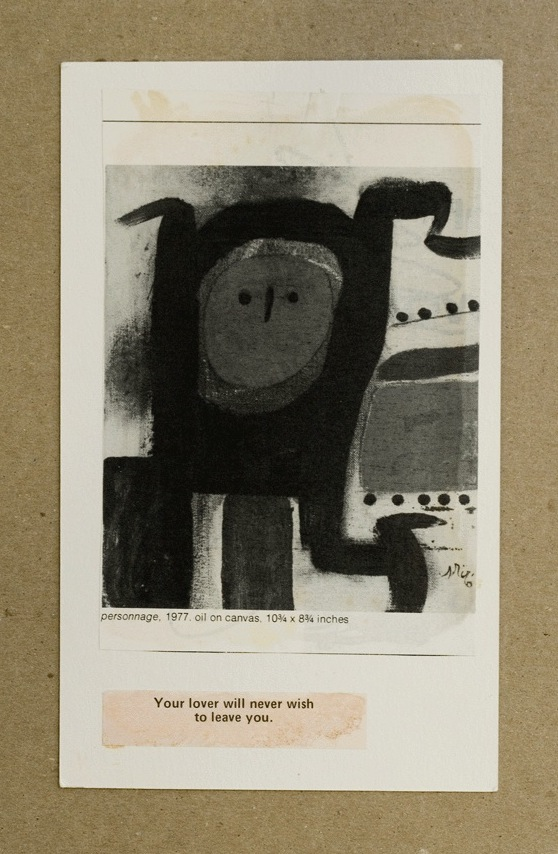 personnage, 1977. oil on canvas, 10¾ x 8¾ inches
Your lover will never wish
to leave you.